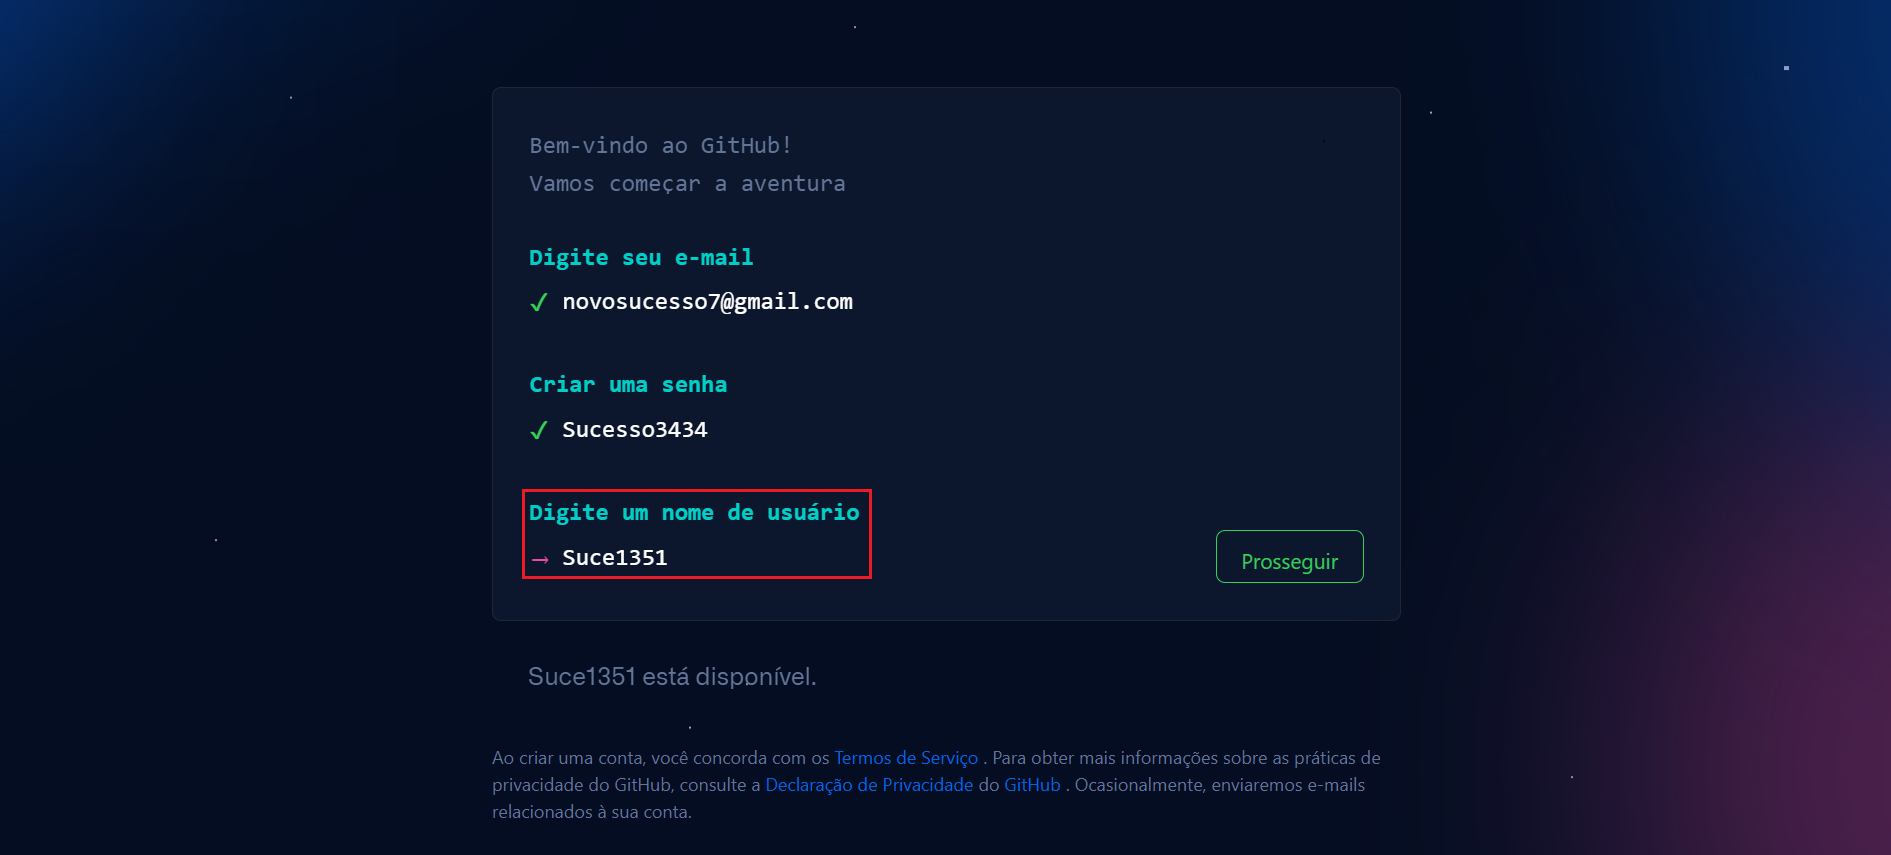 Bem-vindo ao GitHub!
Vamos começar a aventura
Digite seu e-mail
✓ novosucesso7@gmail.com
Criar uma senha
✓ Sucesso3434
Digite um nome de usuário
→ Suce1351
Prosseguir
Suce1351 está disponível.
Ao criar uma conta, você concorda com os Termos de Serviço . Para obter mais informações sobre as práticas de
privacidade do GitHub, consulte a Declaração de Privacidade do GitHub . Ocasionalmente, enviaremos e-mails
relacionados à sua conta.